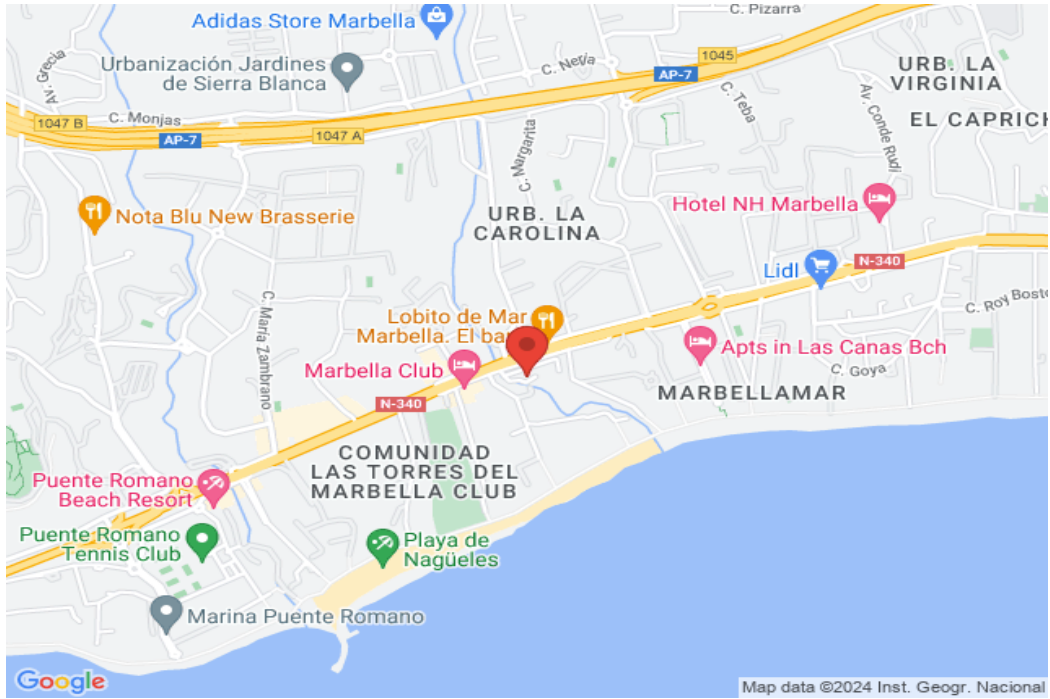 Adidas Store Marbella
C. Pizarra
Urbanización Jardines
de Sierra Blanca
Av. Grecia
C. Nerja
AP-7
1045
URB. LA
VIRGINIA
C. Teba
Av. Conde Rudi
EL CAPRICH
1047 B
C. Monjas
AP-7
1047 A
C. Margarita
Nota Blu New Brasserie
URB. LA
CAROLINA
Hotel NH Marbella
N-340
Lidl
C. María Zambrano
C. Roy Bosto
Lobito de Mar
Marbella. El bar
Marbella Club
Apts in Las Canas Bch
C. Goya
MARBELLAMAR
N-340
COMUNIDAD
LAS TORRES DEL
MARBELLA CLUB
Puente Romano
Beach Resort
Puente Romano
Tennis Club
Playa de
Nagüeles
Marina Puente Romano
Google
Map data ©2024 Inst. Geogr. Nacional